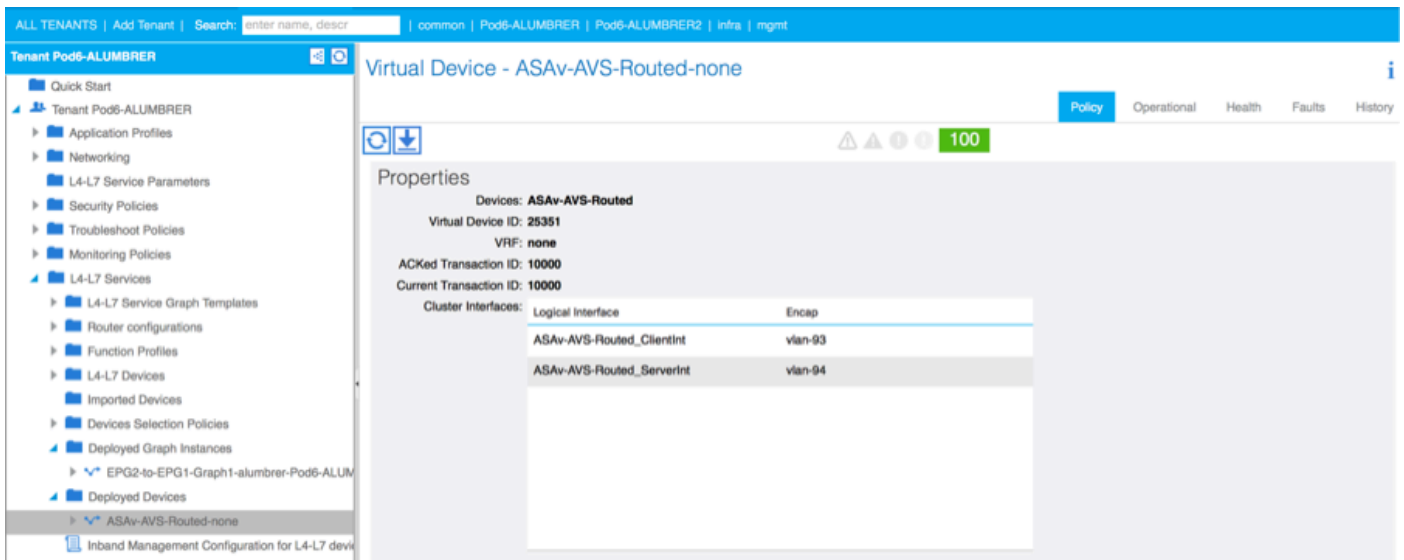 ALL TENANTS | Add Tenant | Search: enter name, descr | common | Pod6-ALUMBRER | Pod6-ALUMBRER2 | infra | mgmt
Tenant Pod6-ALUMBRER
Quick Start
Tenant Pod6-ALUMBRER
Application Profiles
Networking
L4-L7 Service Parameters
Security Policies
Troubleshoot Policies
Monitoring Policies
L4-L7 Services
L4-L7 Service Graph Templates
Router configurations
Function Profiles
L4-L7 Devices
Imported Devices
Devices Selection Policies
Deployed Graph Instances
EPG2-to-EPG1-Graph1-alumbrer-Pod6-ALUM
Deployed Devices
ASAv-AVS-Routed-none
Inband Management Configuration for L4-L7 devi
Virtual Device - ASAv-AVS-Routed-none
i
Policy Operational Health Faults History
100
Properties
Devices: ASAv-AVS-Routed
Virtual Device ID: 25351
VRF: none
ACKed Transaction ID: 10000
Current Transaction ID: 10000
Cluster Interfaces: Logical Interface Encap
ASAv-AVS-Routed_ClientInt vlan-93
ASAv-AVS-Routed_ServerInt vlan-94